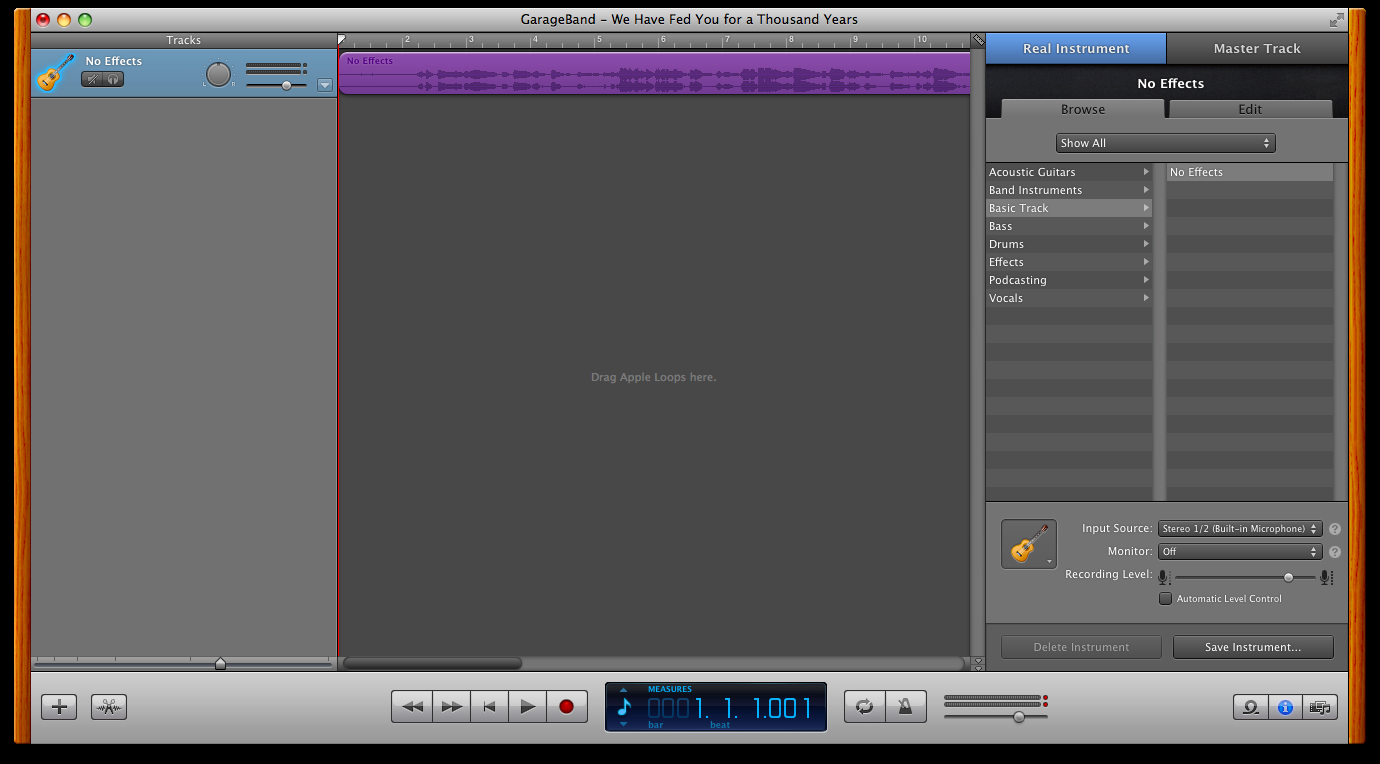 GarageBand - We Have Fed You for a Thousand Years
Tracks
2 3 4 5 6 7 8 9 10
Real Instrument
Master Track
No Effects
L R
No Effects
No Effects
Browse
Edit
Show All
Acoustic Guitars
Band Instruments
Basic Track
Bass
Drums
Effects
Podcasting
Vocals
No Effects
Drag Apple Loops here.
Input Source: Stereo 1/2 (Built-in Microphone) ?
Monitor: Off ?
Recording Level:
Automatic Level Control
Delete Instrument
Save Instrument...
MEASURES
0001. 1. 1.001
bar beat